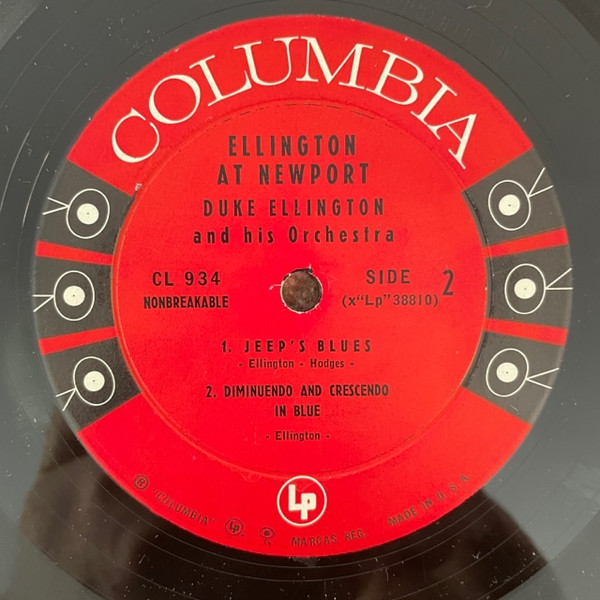 COLUMBIA
ELLINGTON
AT NEWPORT
DUKE ELLINGTON
and his Orchestra
CL 934
NONBREAKABLE
SIDE 2
(x"Lp"38810)
1. JEEP'S BLUES
- Ellington - Hodges -
2. DIMINUENDO AND CRESCENDO
IN BLUE
- Ellington -
Lp
® "COLUMBIA" Lp MARCAS REG. MADE IN U.S.A.